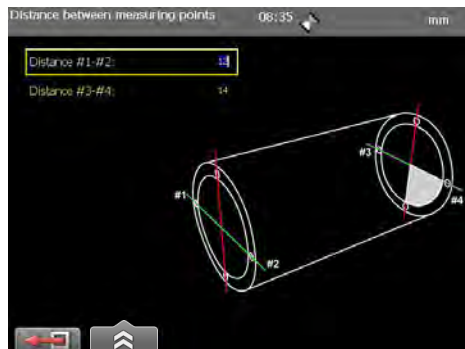 Distance between measuring points 08:35 mm
Distance #1-#2: 12
Distance #3-#4: 14
#3
#1
#4
#2